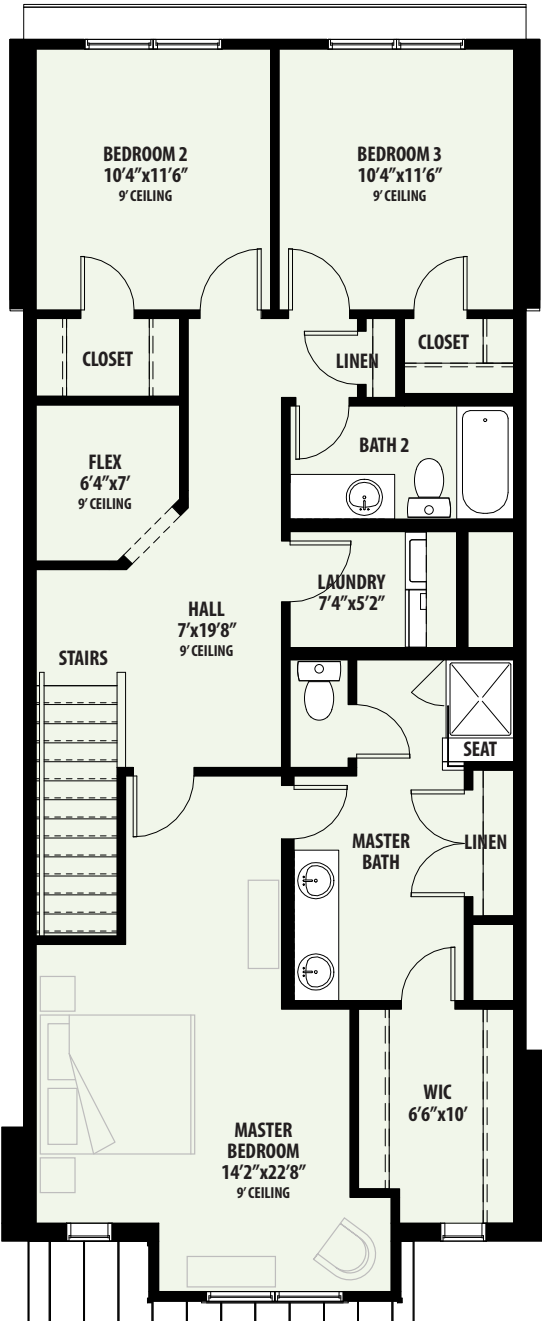 BEDROOM 2
10'4"x11'6"
9' CEILING
BEDROOM 3
10'4"x11'6"
9' CEILING
CLOSET
LINEN
CLOSET
FLEX
6'4"x7'
9' CEILING
BATH 2
LAUNDRY
7'4"x5'2"
HALL
7'x19'8"
9' CEILING
STAIRS
SEAT
MASTER
BATH
LINEN
WIC
6'6"x10'
MASTER
BEDROOM
14'2"x22'8"
9' CEILING